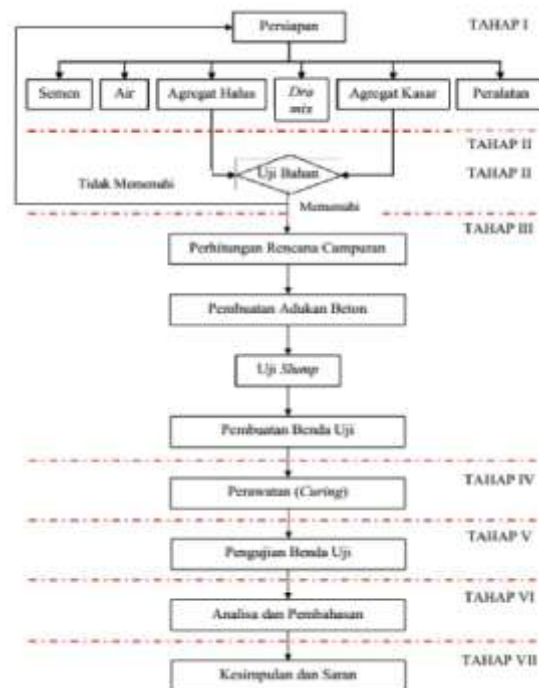 Persiapan
TAHAP I
Semen
Air
Agregat Halus
Dra
mix
Agregat Kasar
Peralatan
TAHAP II
Uji Bahan
TAHAP II
Tidak Memenuhi
Memenuhi
TAHAP III
Perhitungan Rencana Campuran
Pembuatan Adukan Beton
Uji Slump
Pembuatan Benda Uji
Perawatan (Curing)
TAHAP IV
TAHAP V
Pengujian Benda Uji
TAHAP VI
Analisa dan Pembahasan
TAHAP VII
Kesimpulan dan Saran